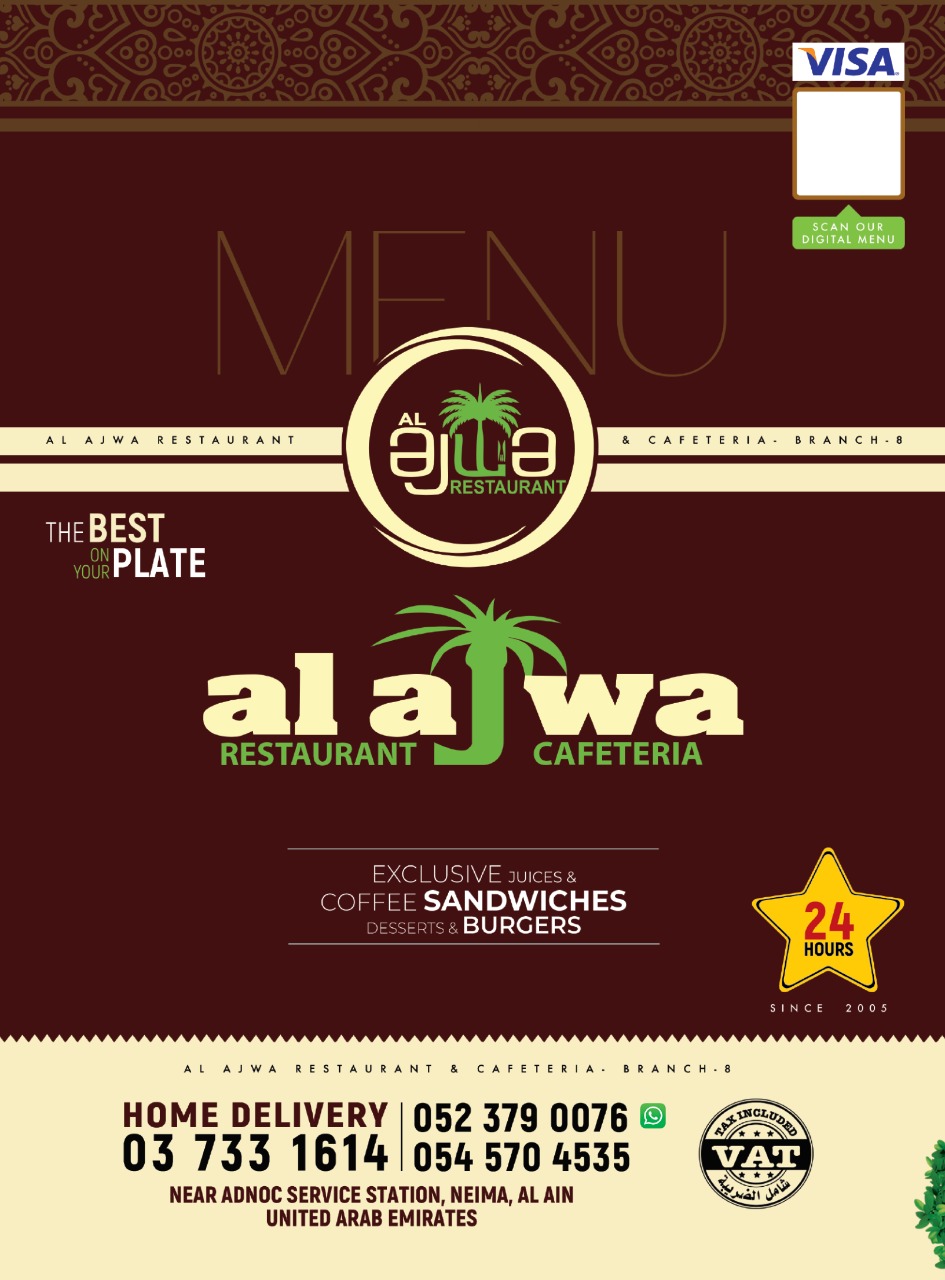 VISA
SCAN OUR
DIGITAL MENU
MENU
AL
ajwa
RESTAURANT
AL AJWA RESTAURANT
& CAFETERIA- BRANCH-8
THE BEST
ON YOUR PLATE
al aJwa
RESTAURANT CAFETERIA
EXCLUSIVE JUICES &
COFFEE SANDWICHES
DESSERTS & BURGERS
24
HOURS
SINCE 2005
AL AJWA RESTAURANT & CAFETERIA- BRANCH-8
HOME DELIVERY
03 733 1614
052 379 0076
054 570 4535
NEAR ADNOC SERVICE STATION, NEIMA, AL AIN
UNITED ARAB EMIRATES
TAX INCLUDED
VAT
شامل الضريبة